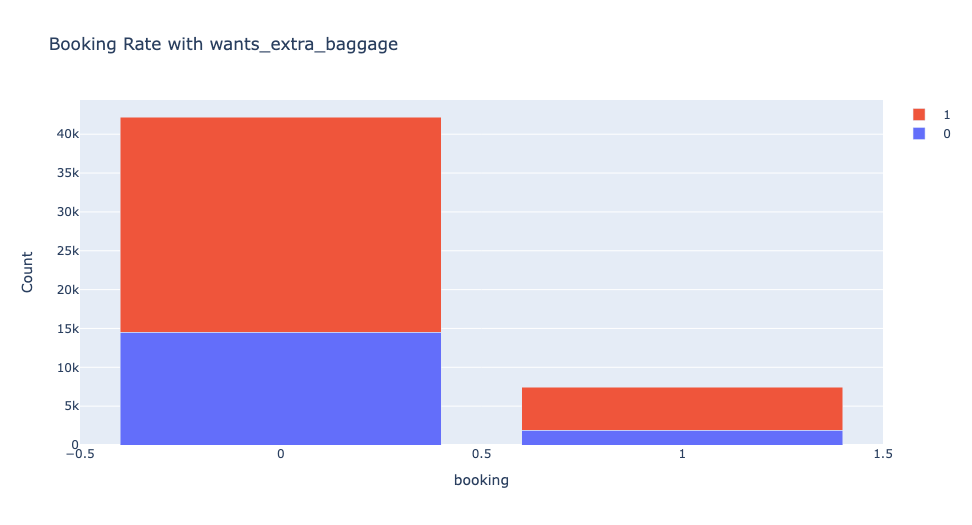 Booking Rate with wants_extra_baggage
1
0
40k
35k
30k
25k
20k
15k
10k
5k
0
Count
−0.5
0
0.5
1
1.5
booking